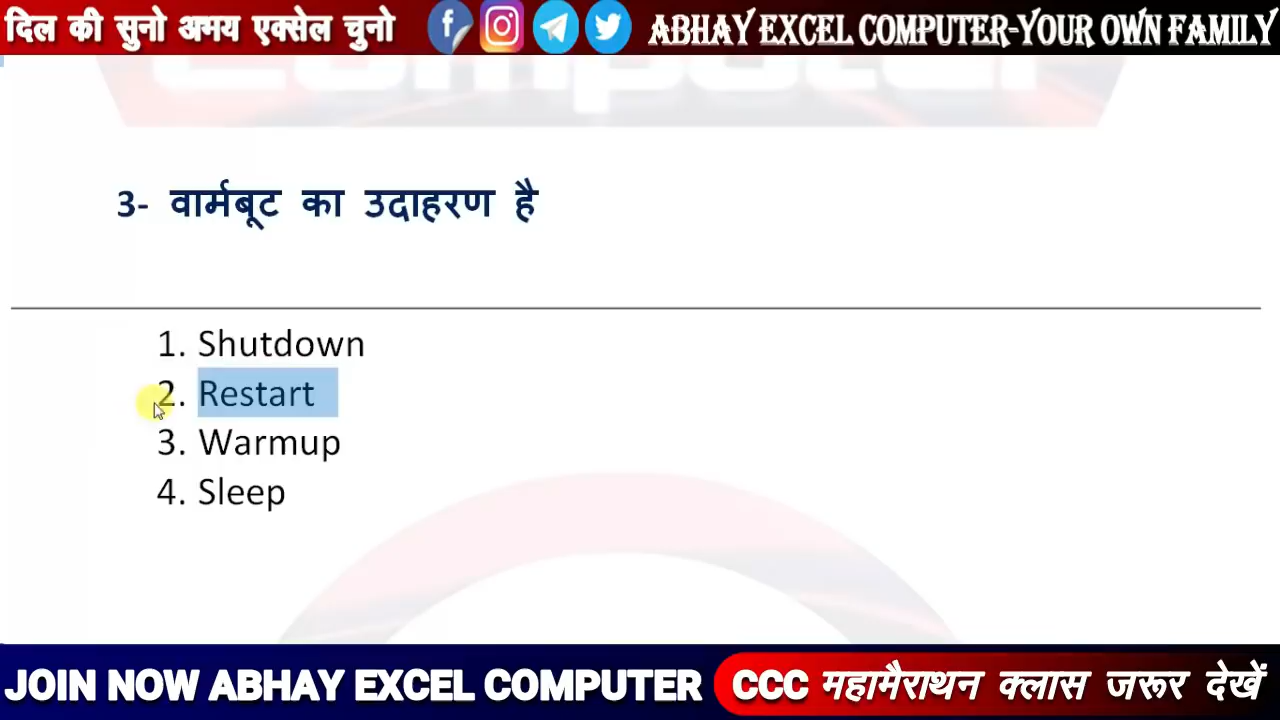 दिल की सुनो अभय एक्सेल चुनो ABHAY EXCEL COMPUTER-YOUR OWN FAMILY
Computer
3- वार्मबूट का उदाहरण है
1. Shutdown
2. Restart
3. Warmup
4. Sleep
JOIN NOW ABHAY EXCEL COMPUTER CCC महामैराथन क्लास जरूर देखें